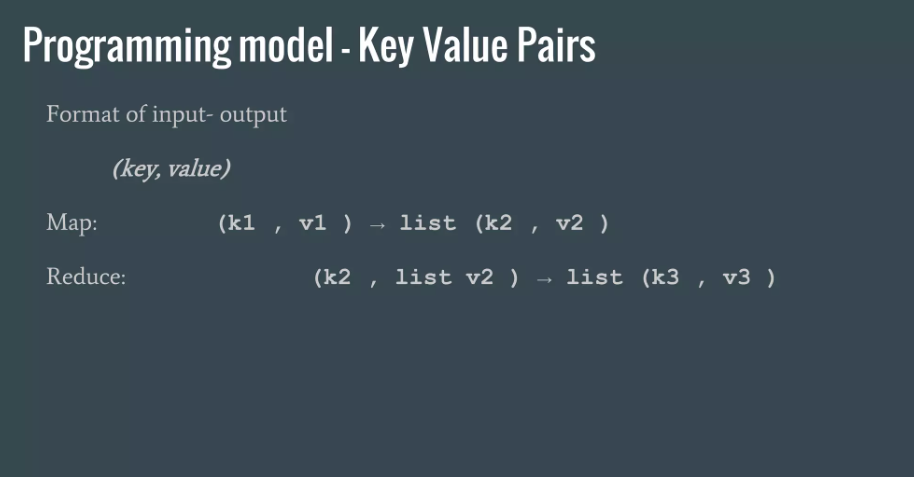 Programming model - Key Value Pairs
Format of input- output
(key, value)
Map: (k1 , v1 ) → list (k2 , v2 )
Reduce: (k2 , list v2 ) → list (k3 , v3 )